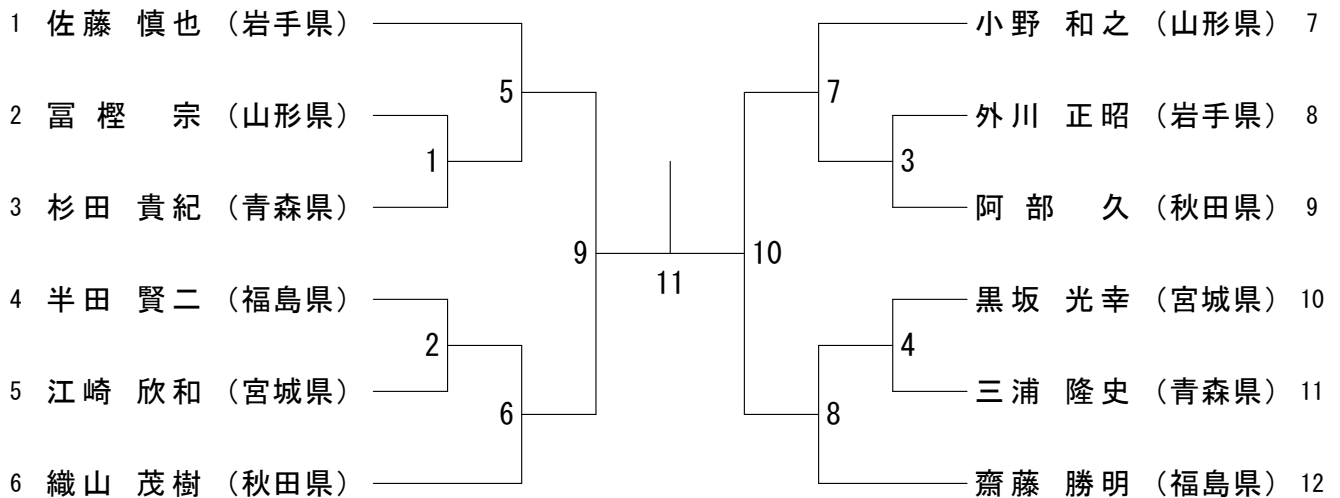 1 佐藤 慎也 (岩手県)
5
2 冨樫 宗 (山形県)
1
3 杉田 貴紀 (青森県)
9
4 半田 賢二 (福島県)
2
5 江崎 欣和 (宮城県)
6
6 織山 茂樹 (秋田県)
11
小野 和之 (山形県) 7
7
外川 正昭 (岩手県) 8
3
阿部 久 (秋田県) 9
10
黒坂 光幸 (宮城県) 10
4
三浦 隆史 (青森県) 11
8
齋藤 勝明 (福島県) 12